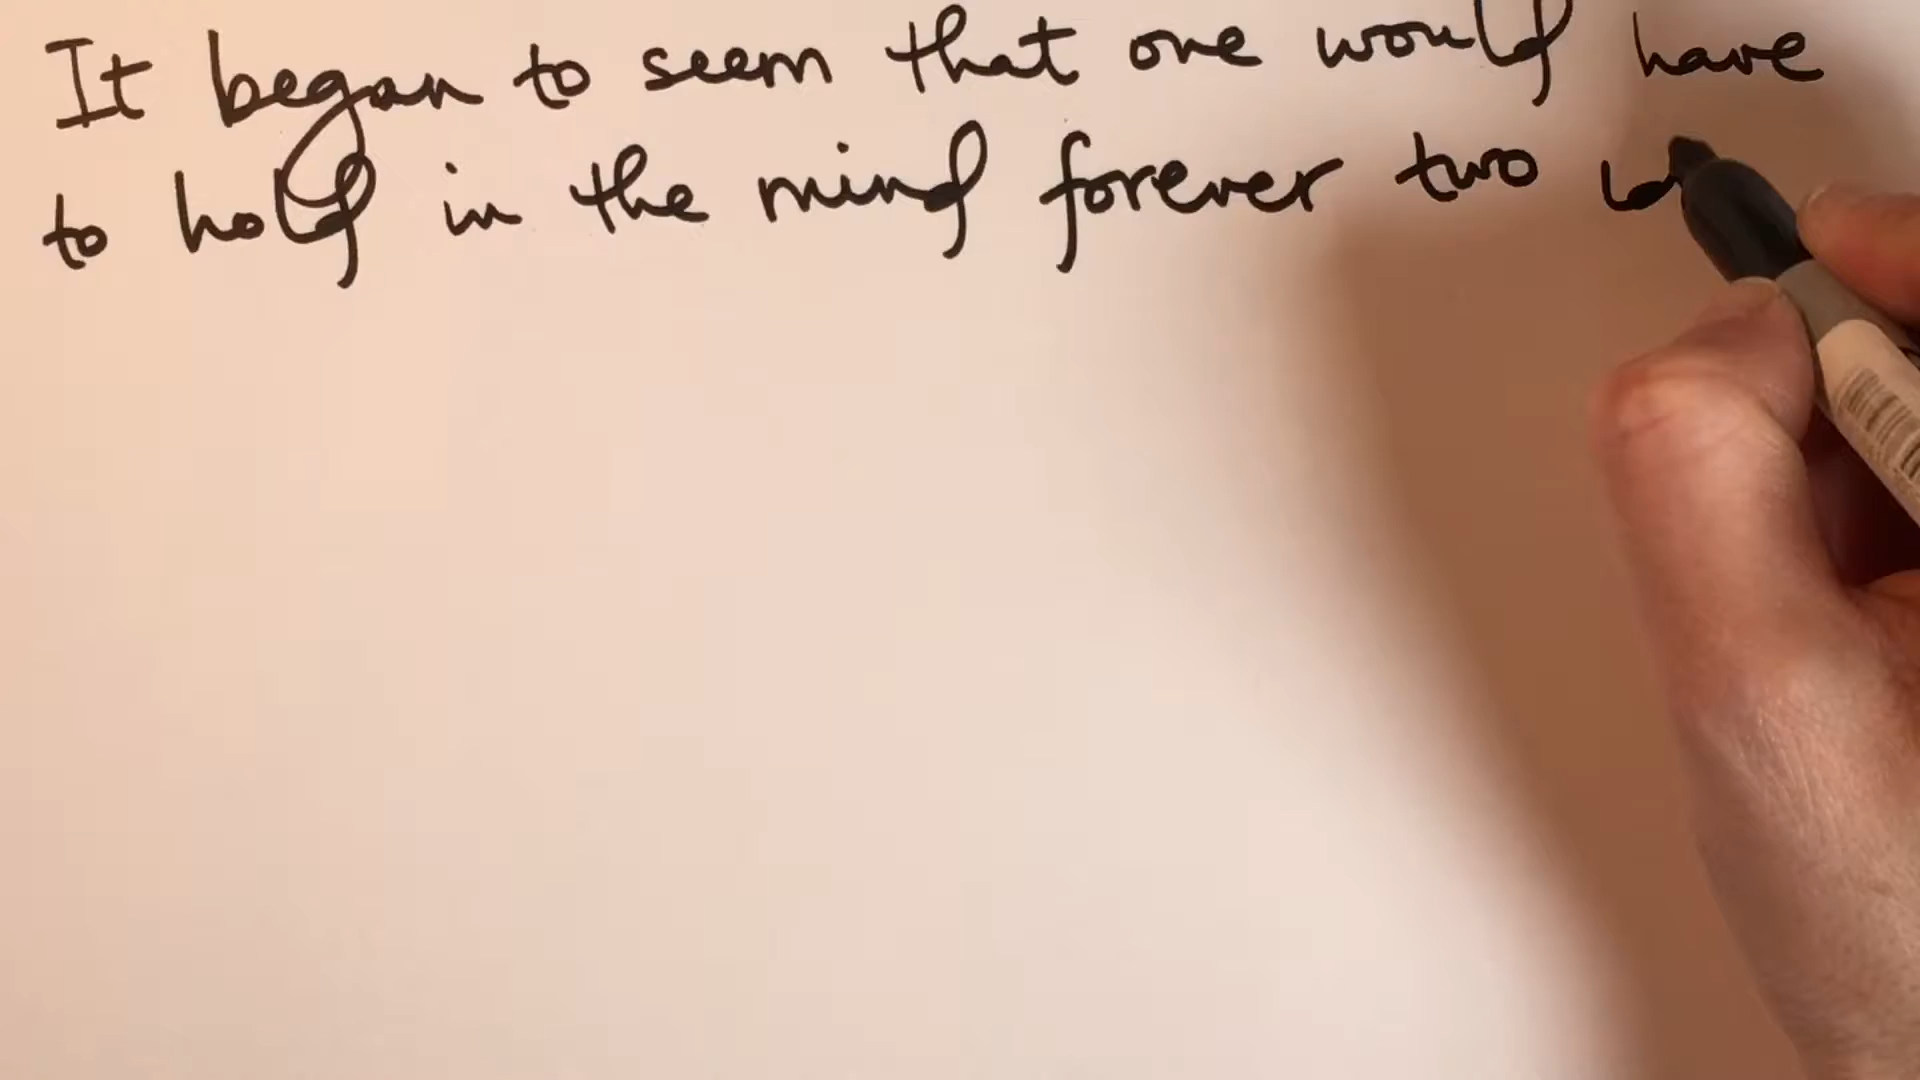 It began to seem that one would have
to hold in the mind forever two